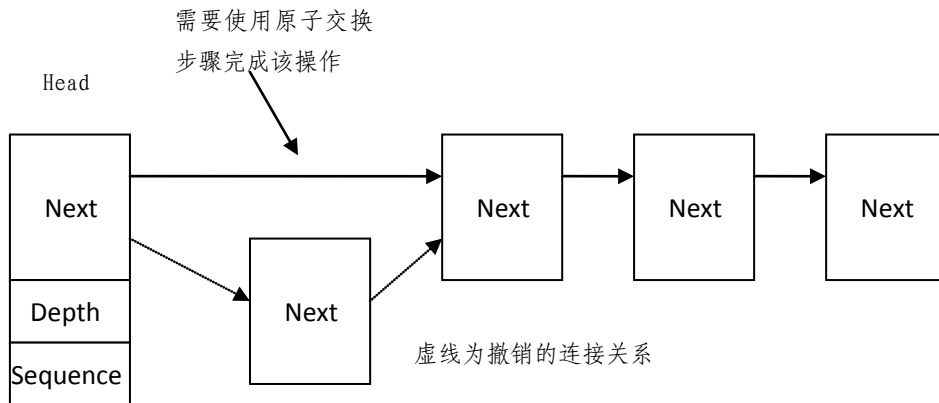 需要使用原子交换
步骤完成该操作
Head
Next
Next
Next
Next
Next
Depth
Sequence
虚线为撤销的连接关系